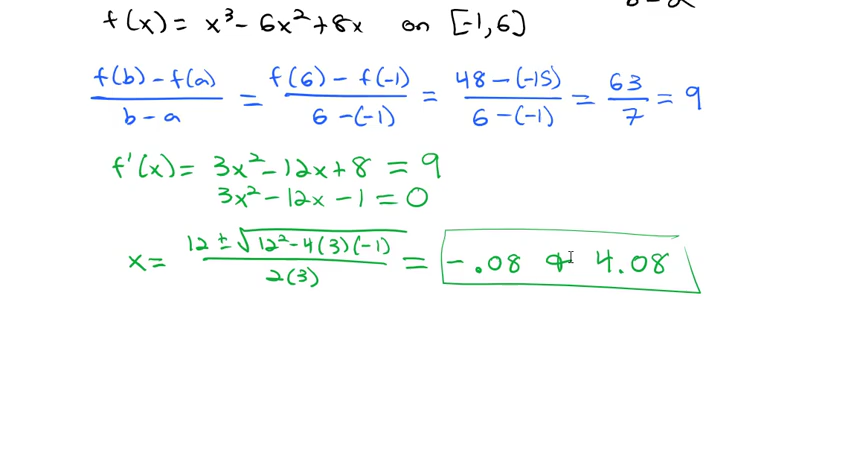 f(x) = x³ - 6x² + 8x on [-1, 6]
(f(b) - f(a))/(b - a) = (f(6) - f(-1))/(6 - (-1)) = (48 - (-15))/(6 - (-1)) = 63/7 = 9
f'(x) = 3x² - 12x + 8 = 9
3x² - 12x - 1 = 0
x = (12 ± √(12² - 4(3)(-1)))/(2(3)) = -.08 & 4.08